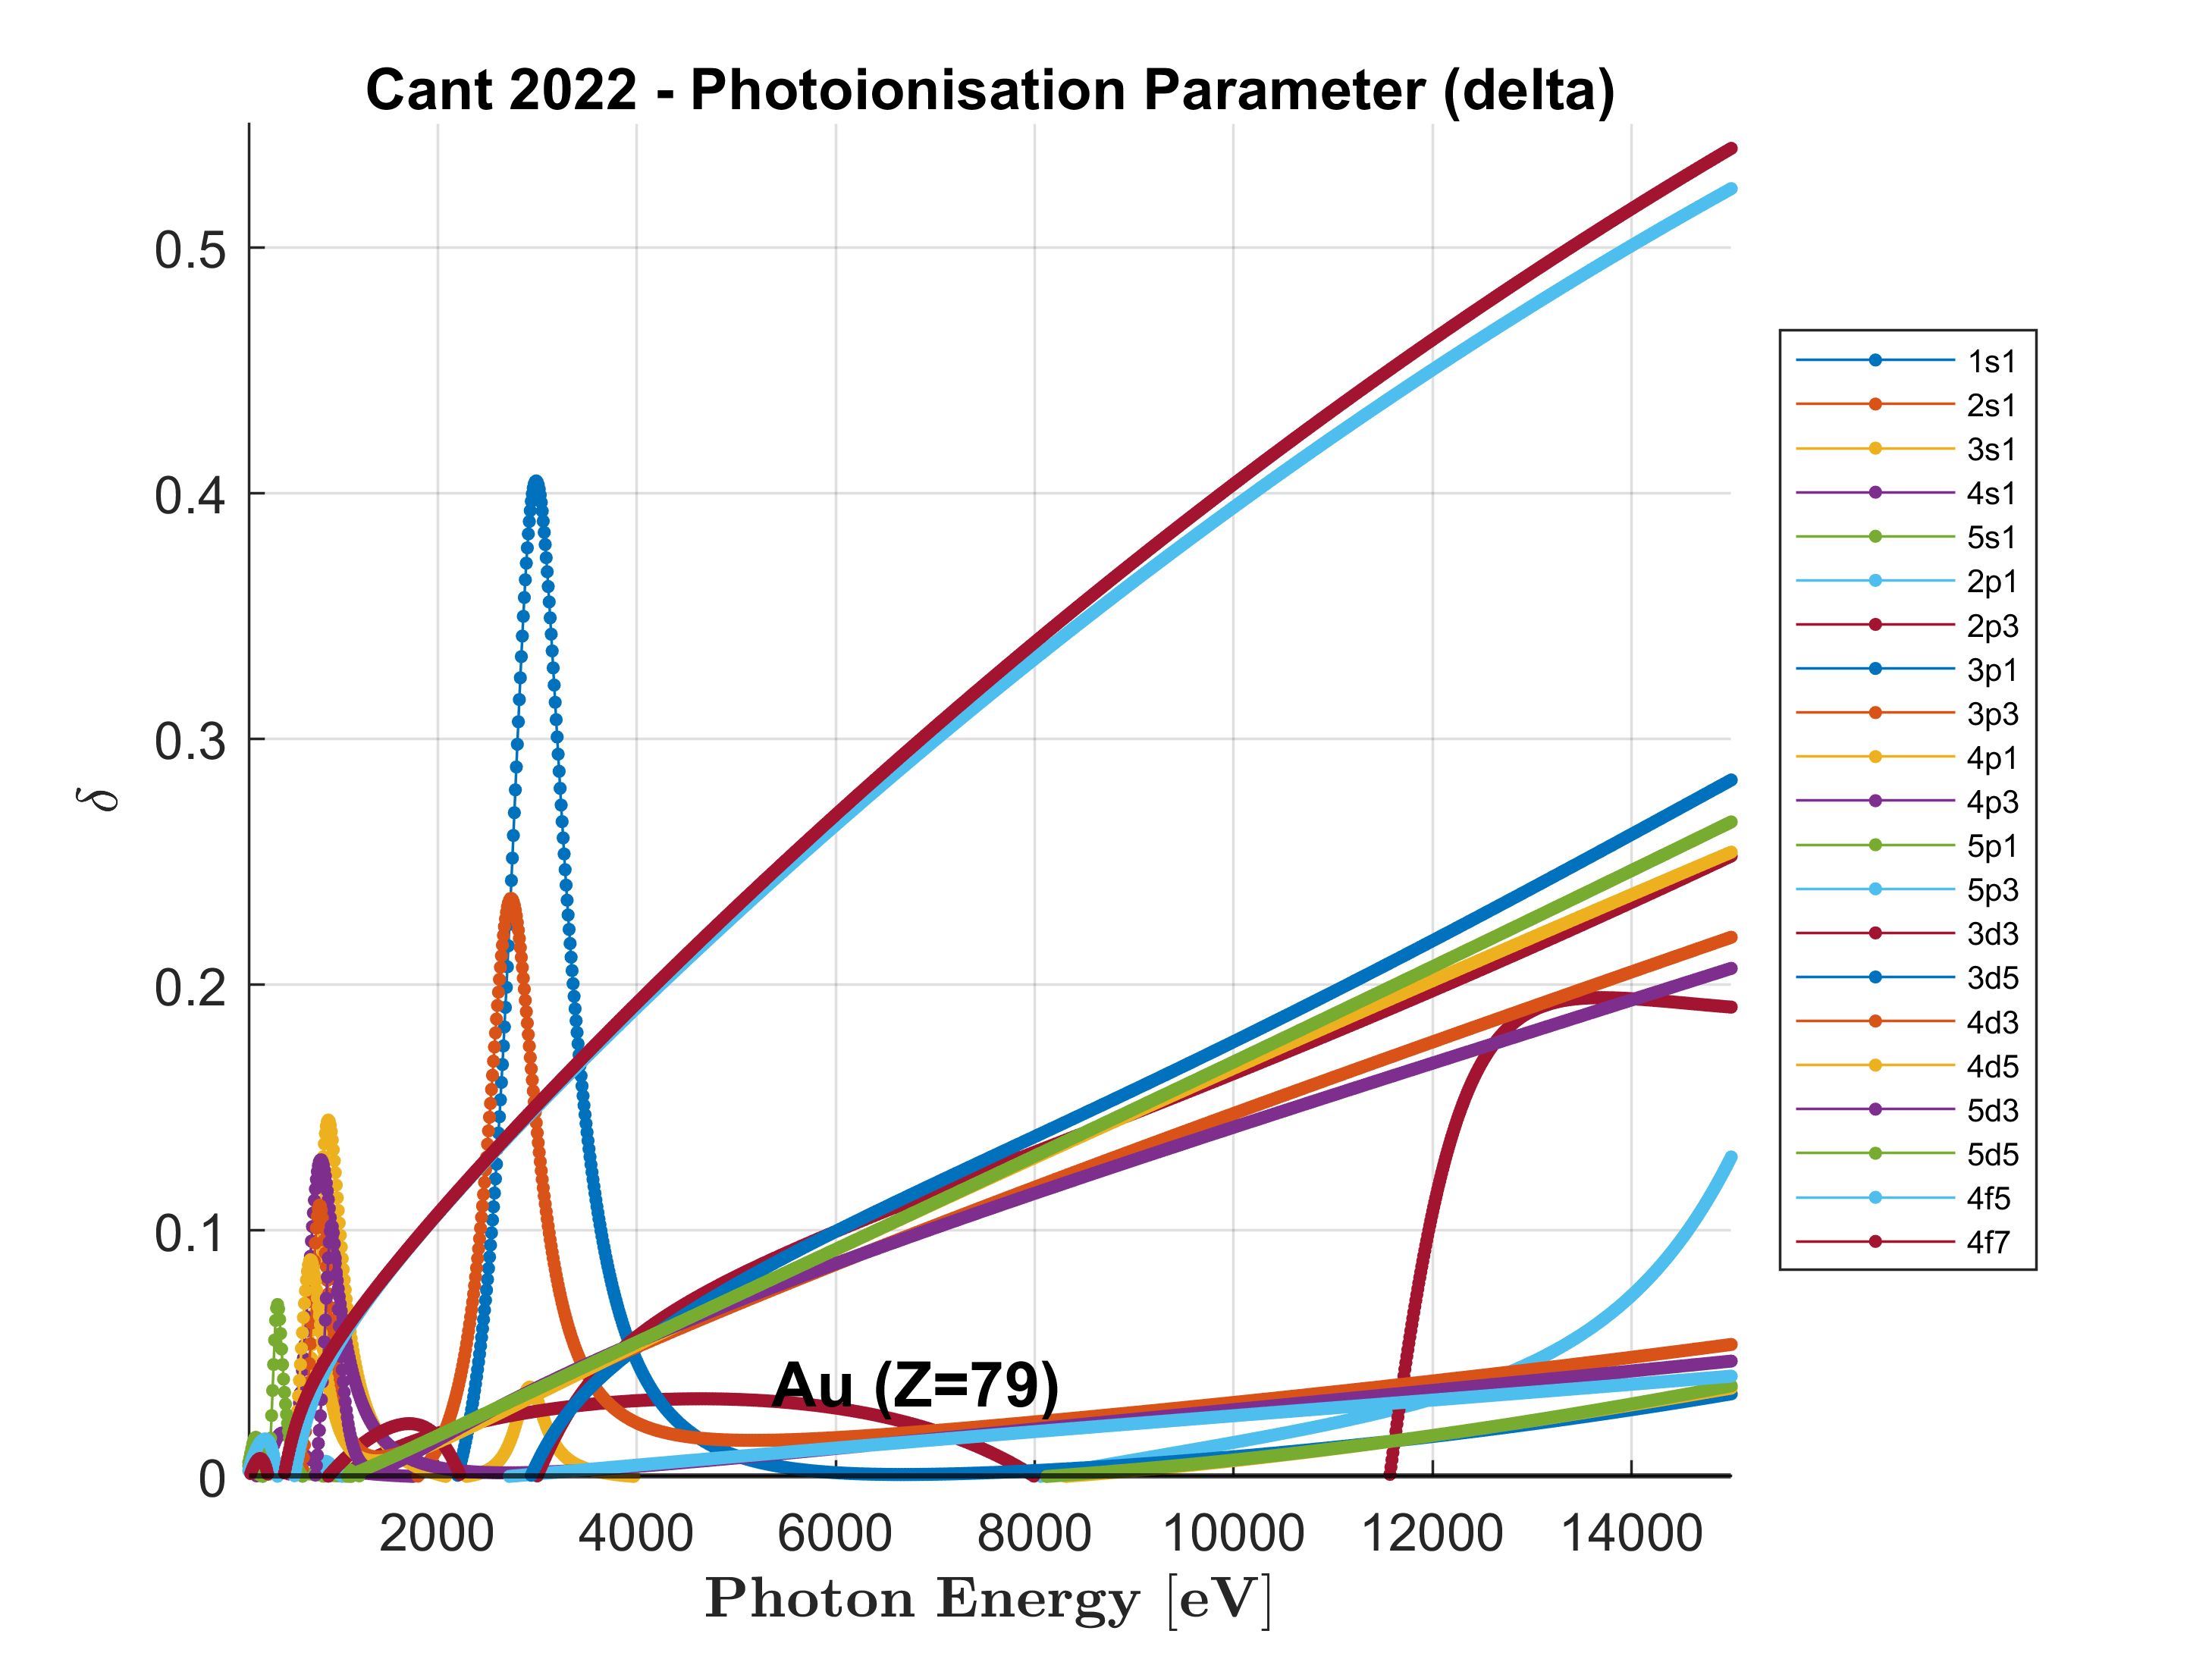 Cant 2022 - Photoionisation Parameter (delta)
0.5
0.4
0.3
0.2
0.1
0
δ
2000 4000 6000 8000 10000 12000 14000
Photon Energy [eV]
Au (Z=79)
1s1
2s1
3s1
4s1
5s1
2p1
2p3
3p1
3p3
4p1
4p3
5p1
5p3
3d3
3d5
4d3
4d5
5d3
5d5
4f5
4f7